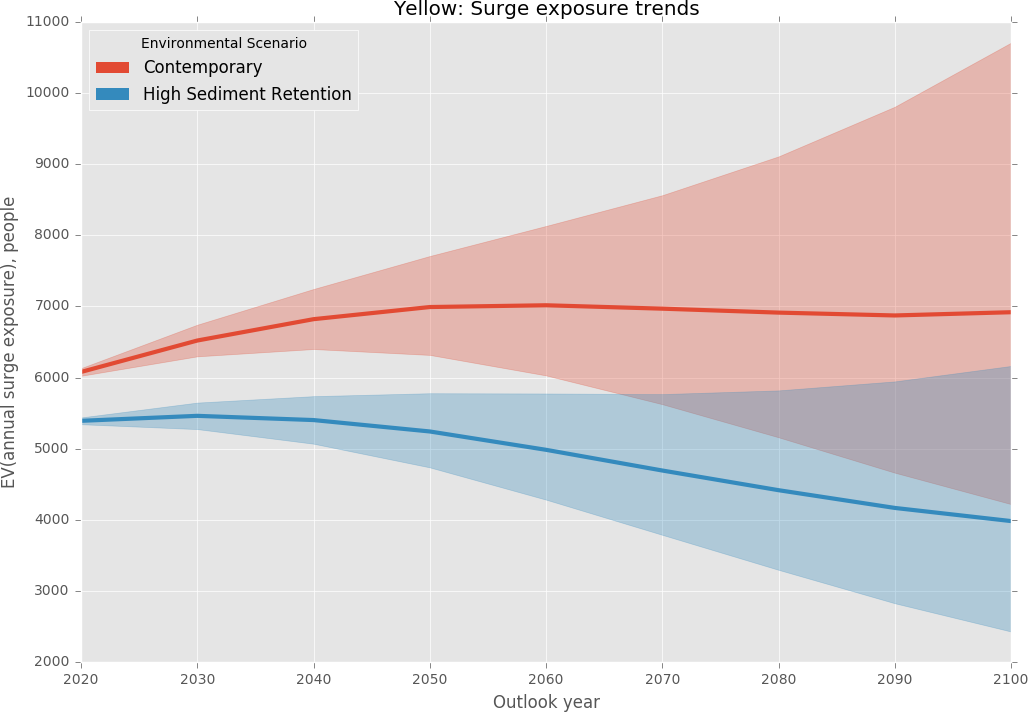 Yellow: Surge exposure trends
11000
10000
9000
8000
7000
6000
5000
4000
3000
2000
EV(annual surge exposure), people
Environmental Scenario
Contemporary
High Sediment Retention
2020 2030 2040 2050 2060 2070 2080 2090 2100
Outlook year